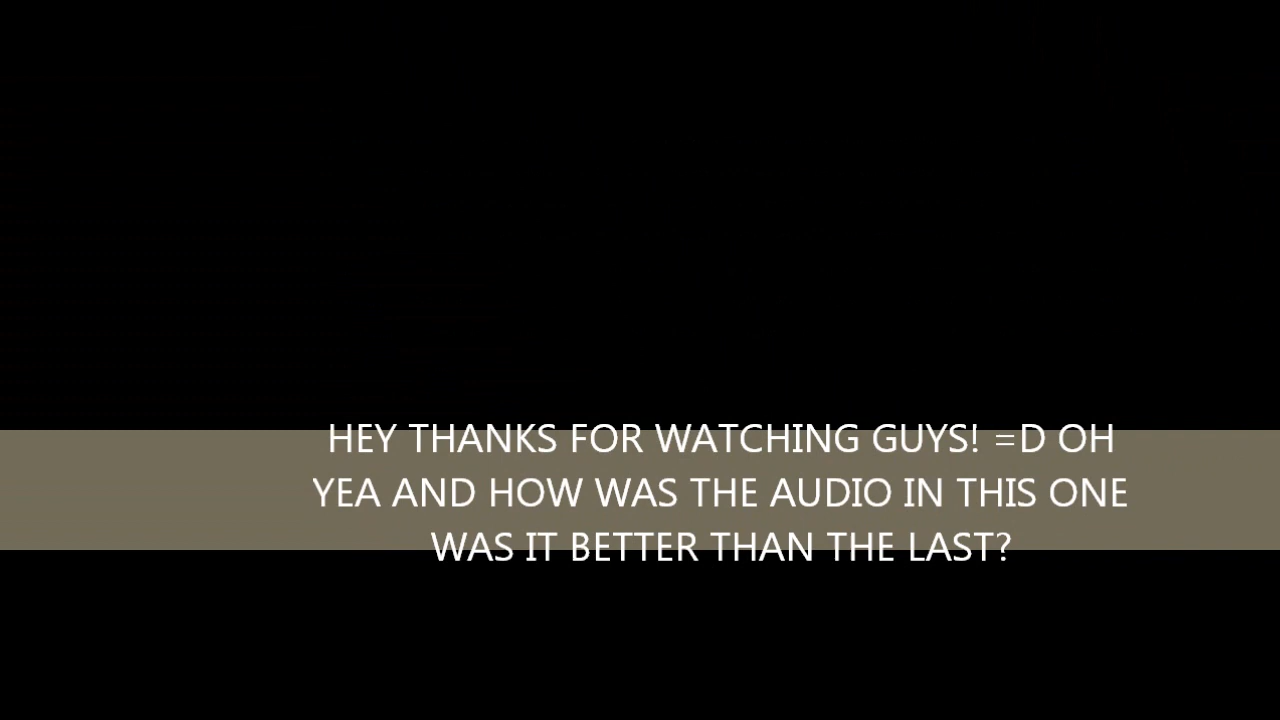 HEY THANKS FOR WATCHING GUYS! =D OH
YEA AND HOW WAS THE AUDIO IN THIS ONE
WAS IT BETTER THAN THE LAST?